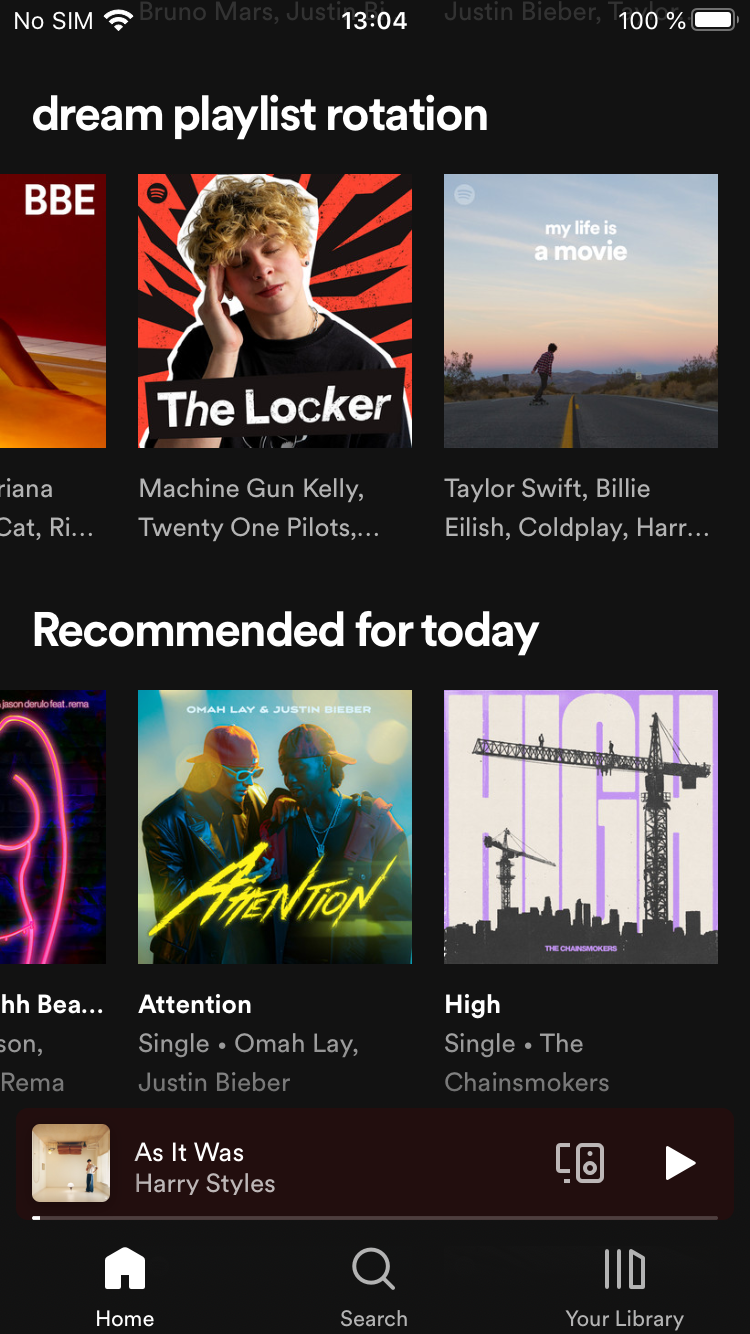 Bruno Mars, Justin Bi...
Justin Bieber, Taylor...
No SIM
13:04
100 %
dream playlist rotation
BBE
The Locker
my life is
a movie
riana
Cat, Ri...
Machine Gun Kelly,
Twenty One Pilots,...
Taylor Swift, Billie
Eilish, Coldplay, Harr...
Recommended for today
jason derulo feat. rema
OMAH LAY & JUSTIN BIEBER
ATTENTION
HIGH
THE CHAINSMOKERS
hh Bea...
son,
Rema
Attention
Single • Omah Lay,
Justin Bieber
High
Single • The
Chainsmokers
As It Was
Harry Styles
Home
Search
Your Library